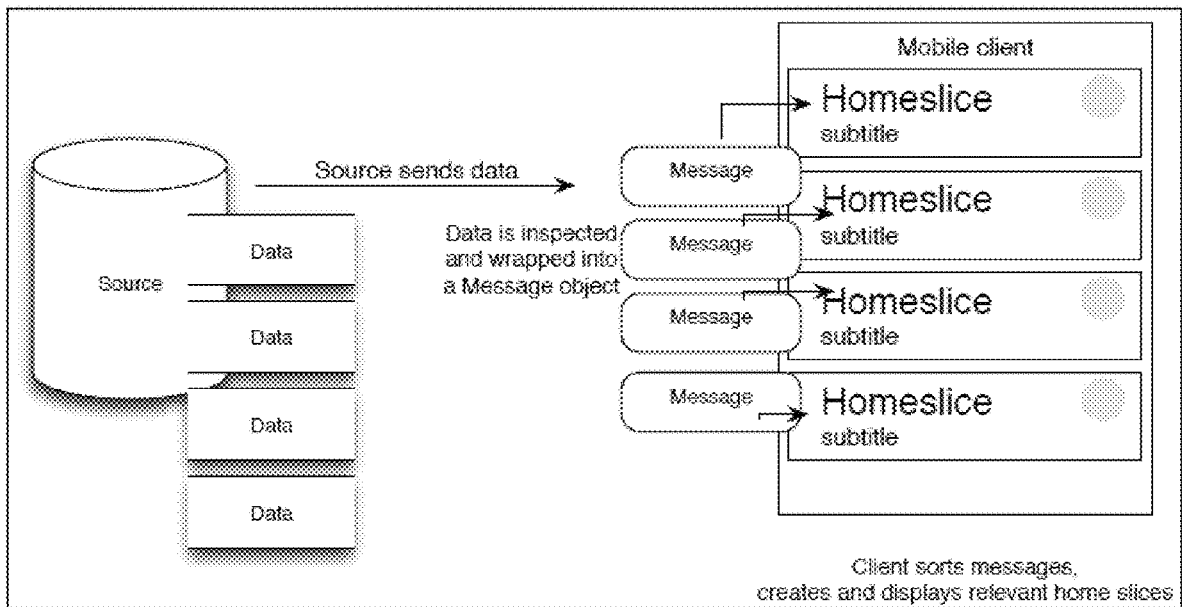 Mobile client
Homeslice
subtitle
Homeslice
subtitle
Homeslice
subtitle
Homeslice
subtitle
Source sends data
Message
Message
Message
Message
Data is inspected
and wrapped into
a Message object
Source
Data
Data
Data
Data
Client sorts messages,
creates and displays relevant home slices